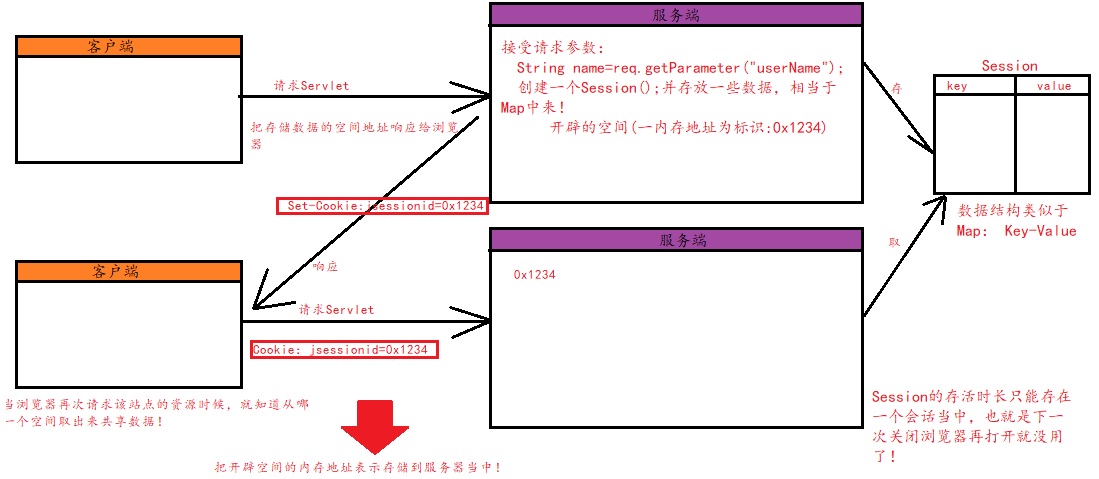 服务端
客户端
接受请求参数：
String name=req.getParameter("userName");
创建一个Session();并存放一些数据，相当于
Map中来！
开辟的空间(一内存地址为标识:0x1234)
请求Servlet
把存储数据的空间地址响应给浏览
器
存
Session
key value
Set-Cookie:jsessionid=0x1234
数据结构类似于
Map： Key-Value
服务端
取
客户端
响应
0x1234
请求Servlet
Cookie: jsessionid=0x1234
当浏览器再次请求该站点的资源时候，就知道从哪
一个空间取出来共享数据！
Session的存活时长只能存在
一个会话当中，也就是下一
次关闭浏览器再打开就没用
了！
把开辟空间的内存地址表示存储到服务器当中！